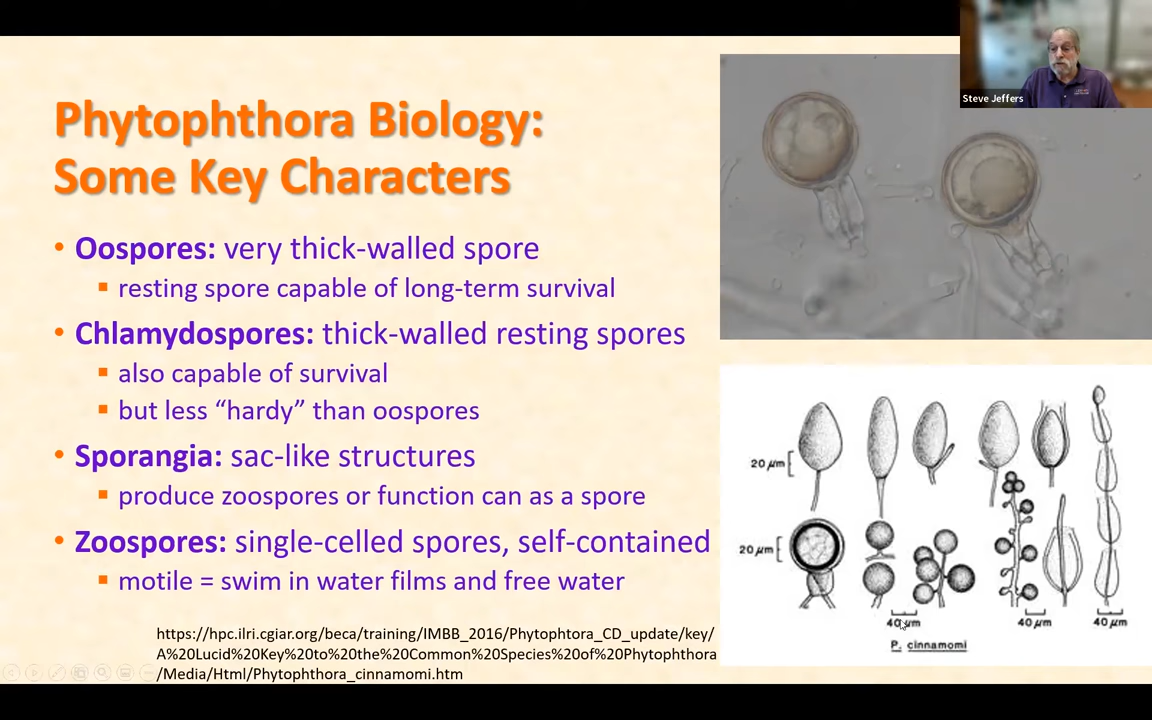 Steve Jeffers
Phytophthora Biology:
Some Key Characters
• Oospores: very thick-walled spore
▪ resting spore capable of long-term survival
• Chlamydospores: thick-walled resting spores
▪ also capable of survival
▪ but less “hardy” than oospores
• Sporangia: sac-like structures
▪ produce zoospores or function can as a spore
• Zoospores: single-celled spores, self-contained
▪ motile = swim in water films and free water
https://hpc.ilri.cgiar.org/beca/training/IMBB_2016/Phytophtora_CD_update/key/
A%20Lucid%20Key%20to%20the%20Common%20Species%20of%20Phytophthora
/Media/Html/Phytophthora_cinnamomi.htm
20 µm
20 µm
40 µm
40 µm
40 µm
P. cinnamomi